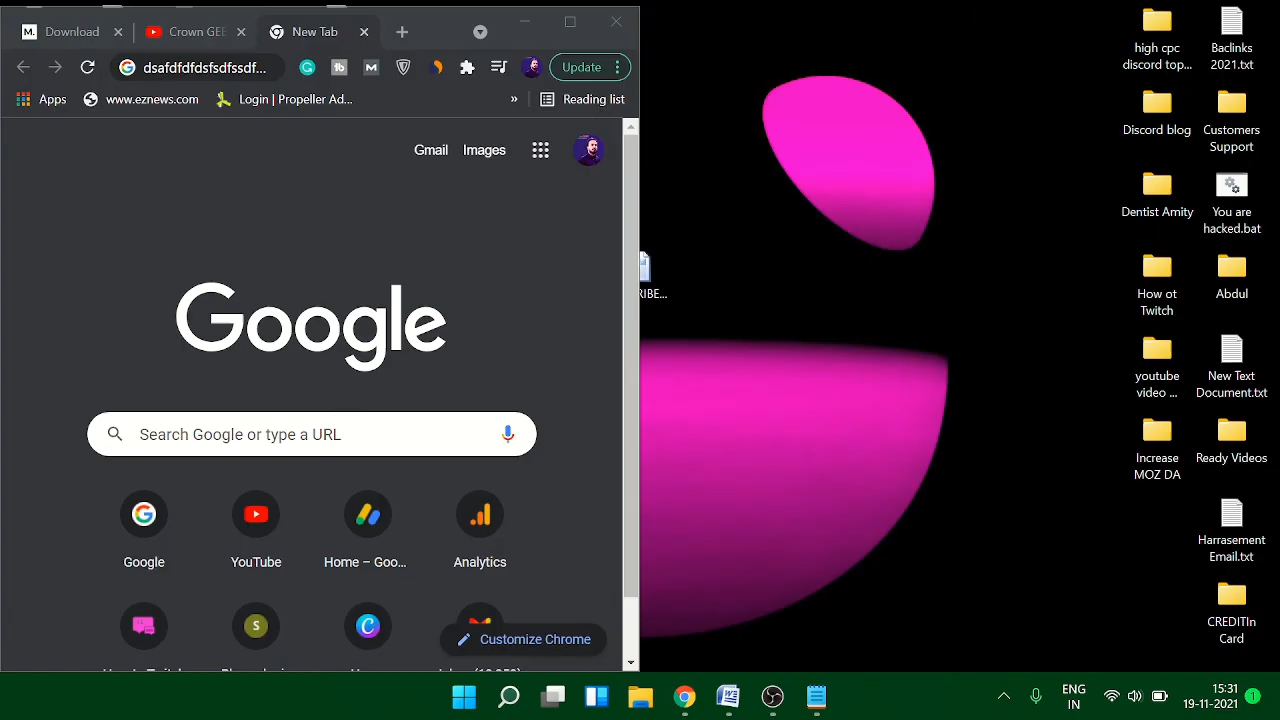 M. Download
Crown GEE
New Tab
dsafdfdfdsfsdfssdf...
Update
Apps
www.eznews.com
Login | Propeller Ad...
»
Reading list
Gmail
Images
Google
Search Google or type a URL
Google
YouTube
Home – Goo...
Analytics
Customize Chrome
RIBE...
high cpc
discord top...
Baclinks
2021.txt
Discord blog
Customers
Support
Dentist Amity
You are
hacked.bat
How ot
Twitch
Abdul
youtube
video ...
New Text
Document.txt
Increase
MOZ DA
Ready Videos
Harrasement
Email.txt
CREDITIn
Card
ENG
IN
15:31
19-11-2021
1